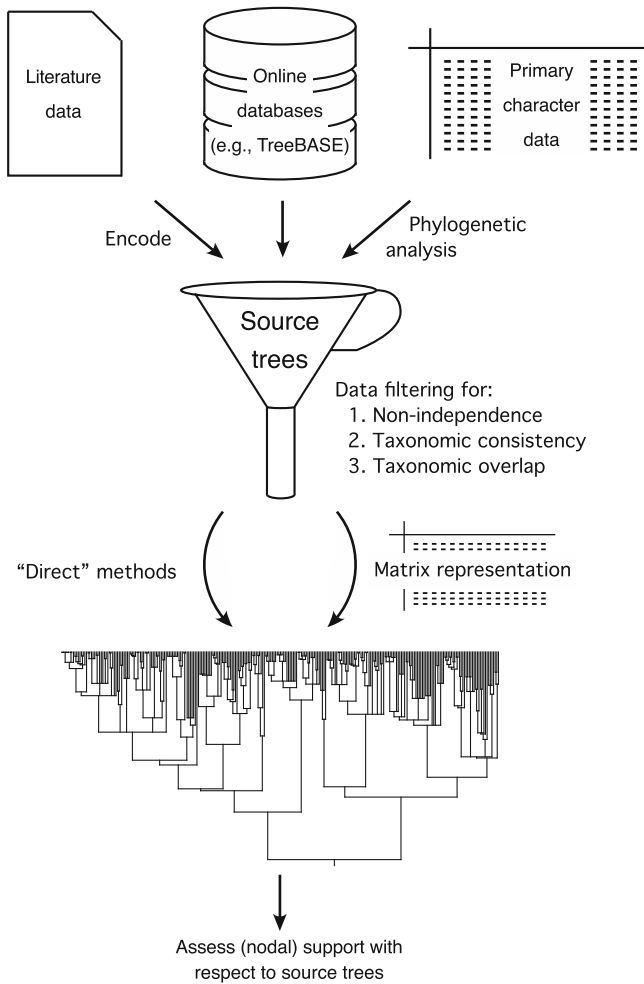 Literature
data
Online
databases
(e.g., TreeBASE)
Primary
character
data
Encode
Phylogenetic
analysis
Source
trees
Data filtering for:
1. Non-independence
2. Taxonomic consistency
3. Taxonomic overlap
“Direct” methods
Matrix representation
Assess (nodal) support with
respect to source trees